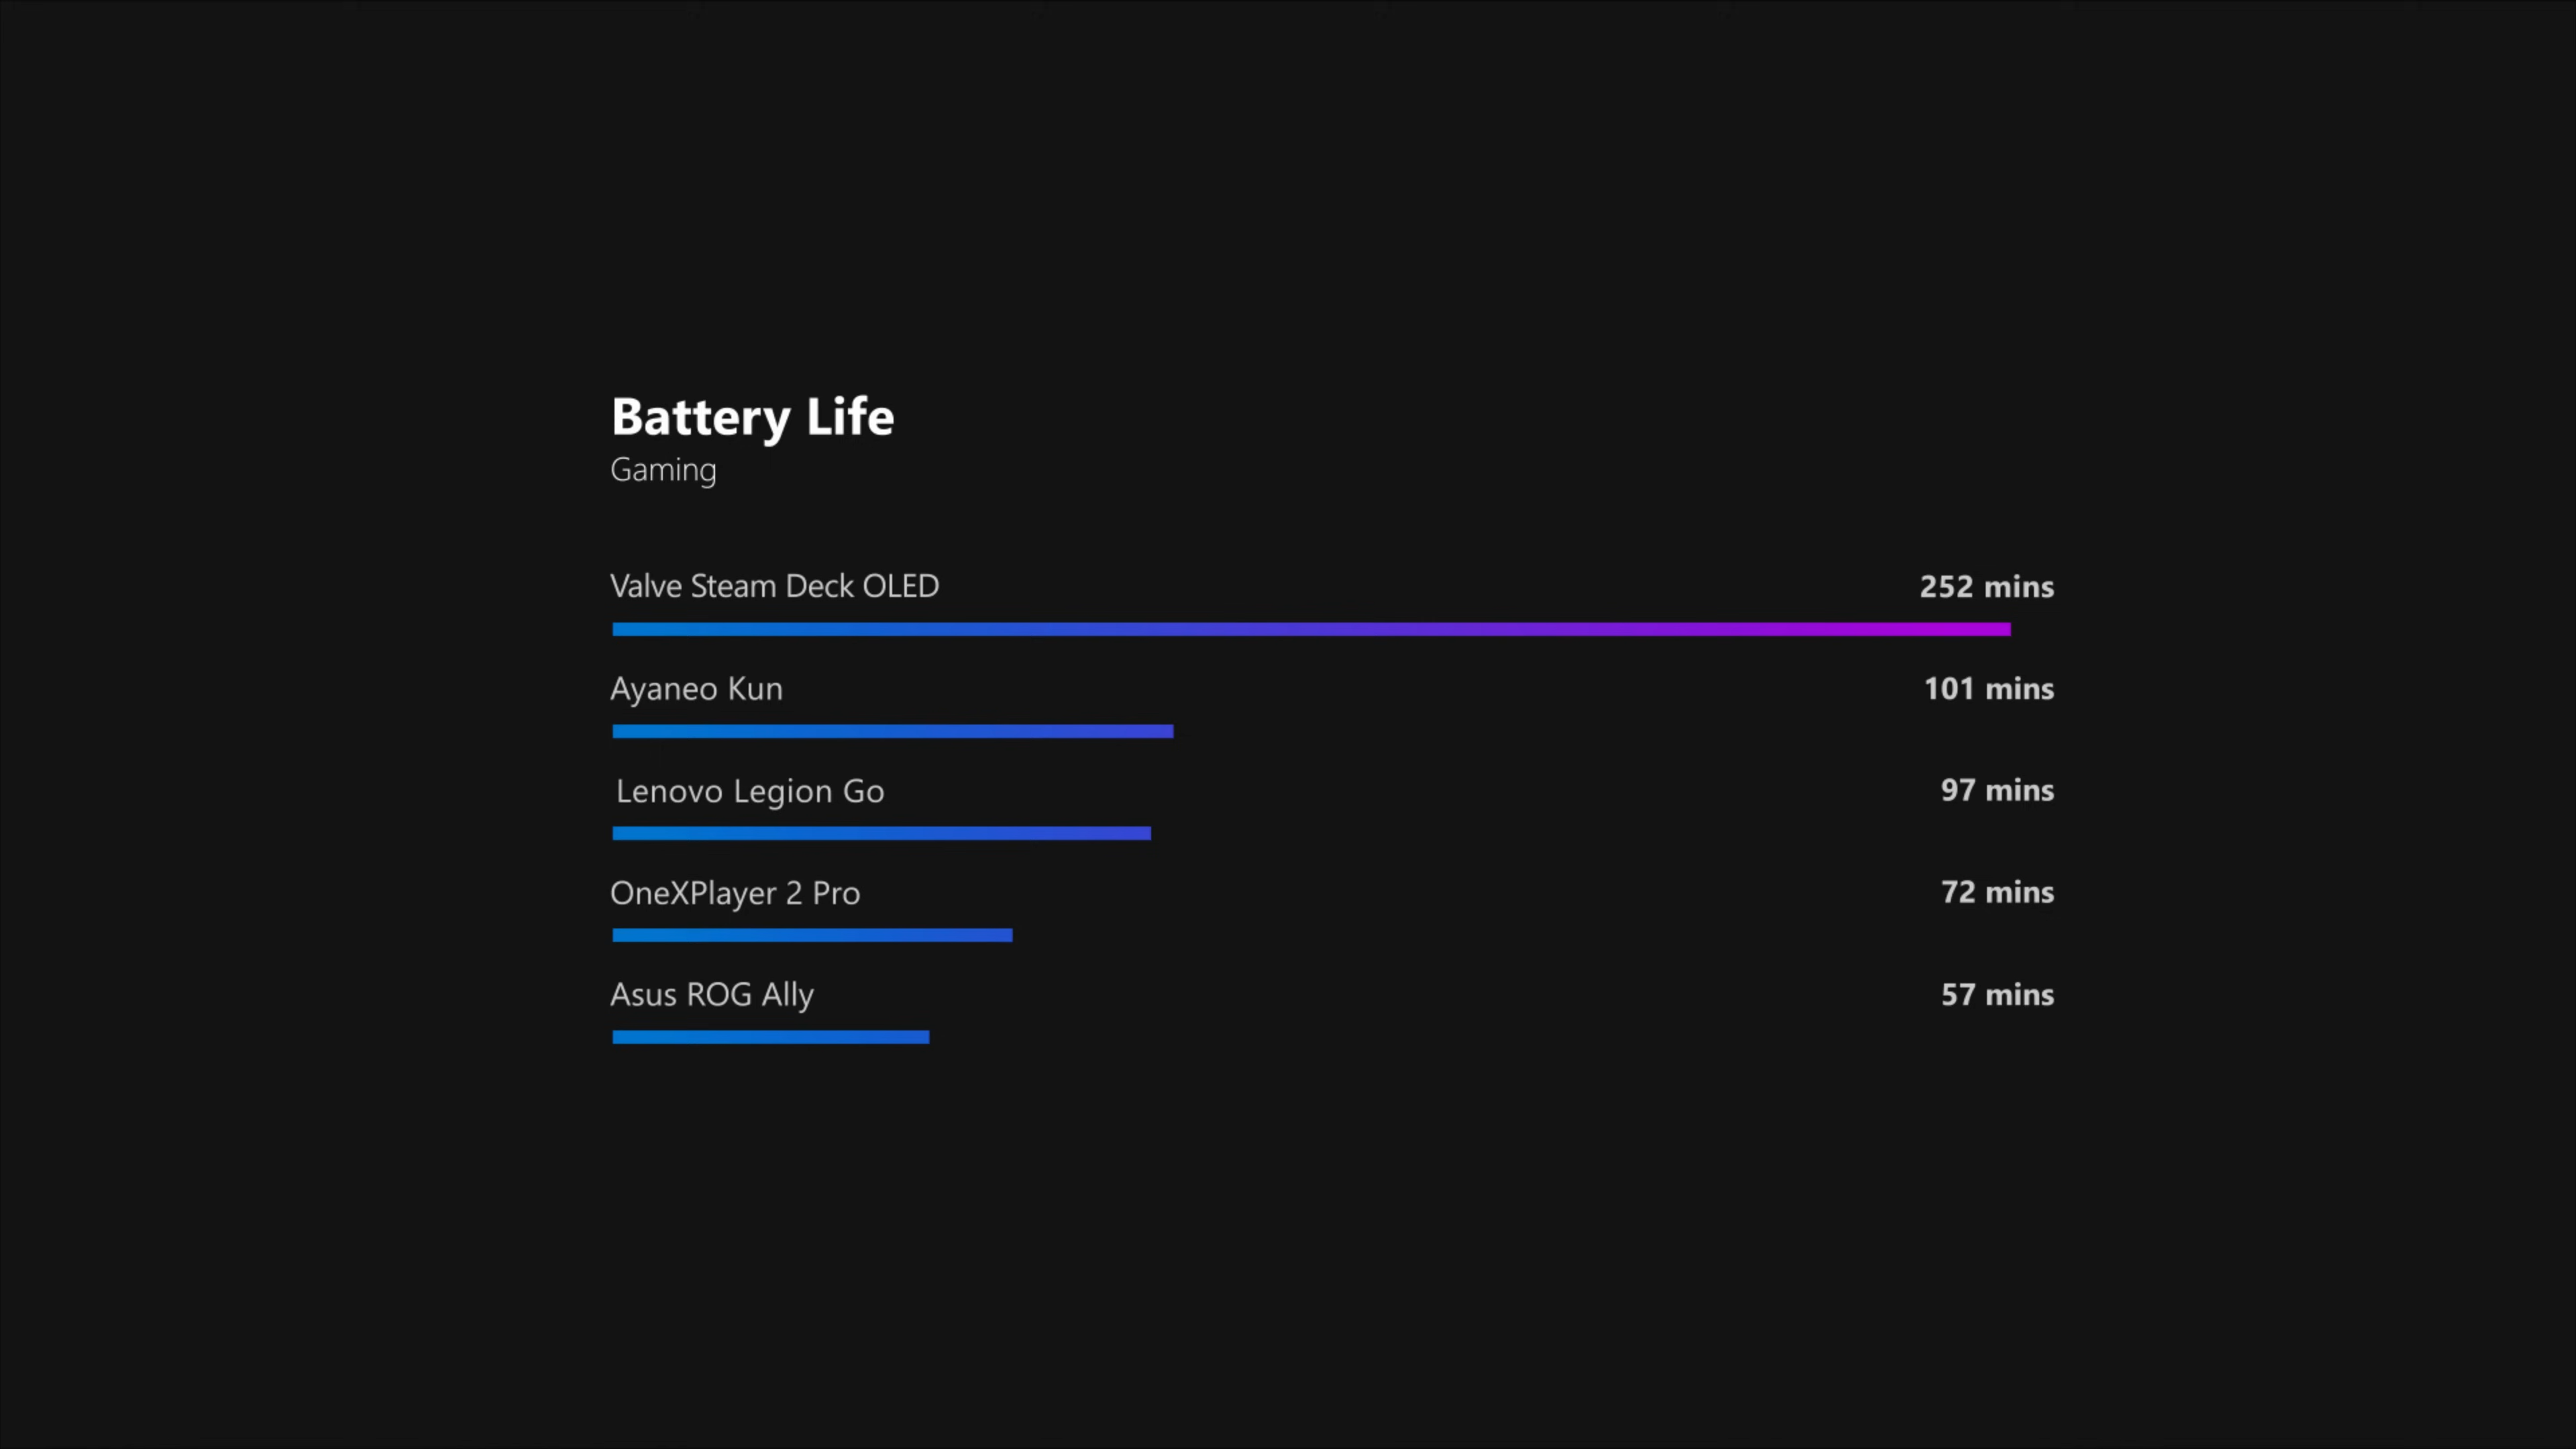 Battery Life
Gaming
Valve Steam Deck OLED 252 mins
Ayaneo Kun 101 mins
Lenovo Legion Go 97 mins
OneXPlayer 2 Pro 72 mins
Asus ROG Ally 57 mins